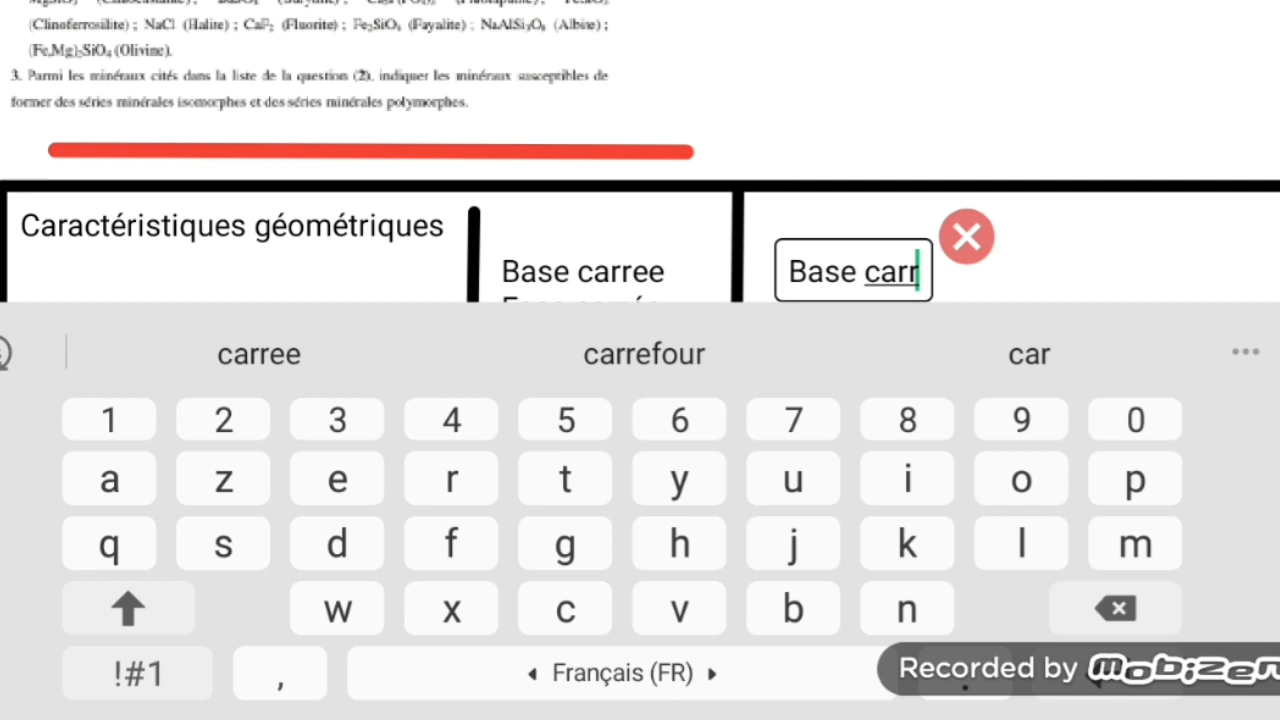 (Clinoferrosilite) ; NaCl (Halite) ; CaF₂ (Fluorite) ; Fe₂SiO₄ (Fayalite) ; NaAlSi₃O₈ (Albine) ;
(Fe,Mg)₂SiO₄ (Olivine).
3. Parmi les minéraux cités dans la liste de la question (2), indiquer les minéraux susceptibles de
former des séries minérales isomorphes et des séries minérales polymorphes.
Caractéristiques géométriques
Base carree
Base carr
carree carrefour car
1 2 3 4 5 6 7 8 9 0
a z e r t y u i o p
q s d f g h j k l m
w x c v b n
!#1 , Français (FR) .
Recorded by mobizen